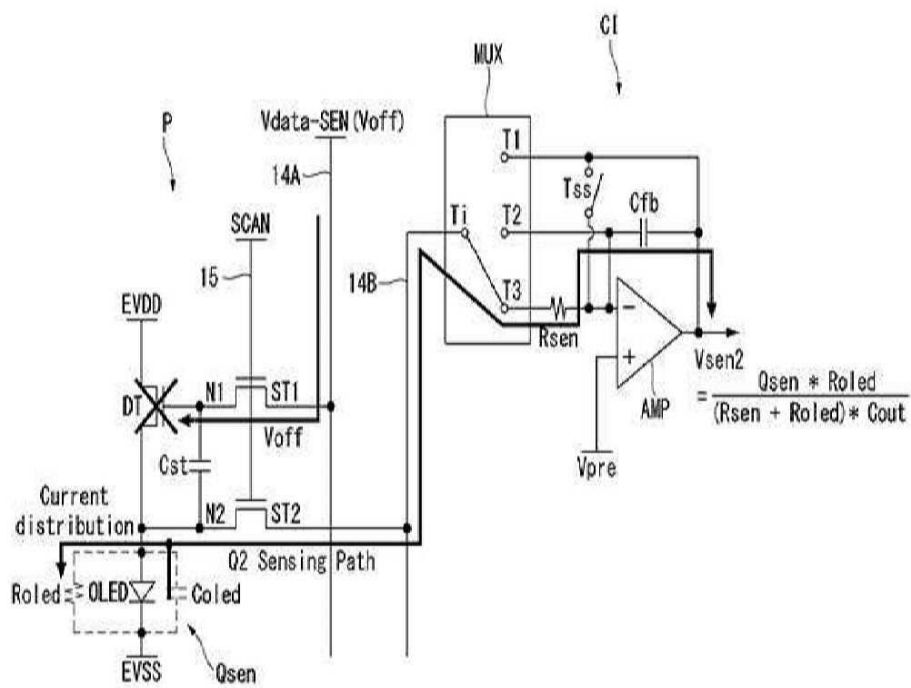 CI
MUX
P
Vdata-SEN(Voff)
T1
14A
Tss
Cfb
SCAN
Ti
T2
15
14B
T3
EVDD
Rsen
Vsen2
N1
ST1
DT
AMP
= Qsen * Roled
(Rsen + Roled)* Cout
Voff
Cst
Vpre
Current
distribution
N2
ST2
Q2 Sensing Path
Roled
OLED
Coled
EVSS
Qsen